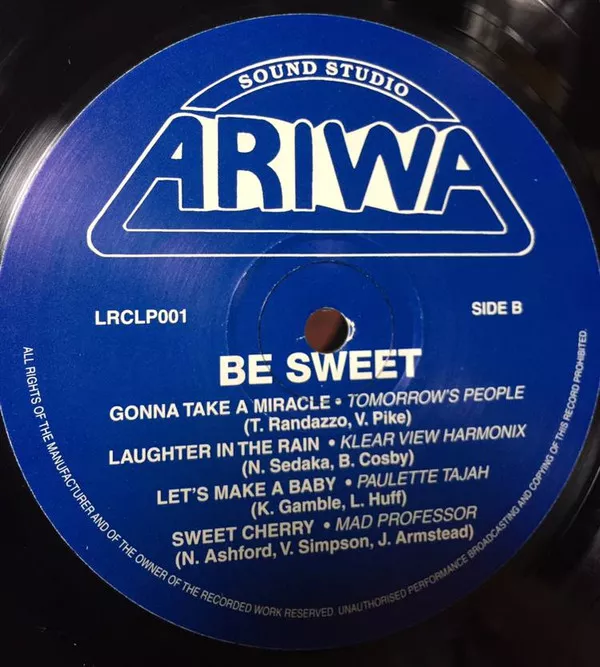 SOUND STUDIO
ARIWA
LRCLP001
SIDE B
BE SWEET
GONNA TAKE A MIRACLE • TOMORROW'S PEOPLE
(T. Randazzo, V. Pike)
LAUGHTER IN THE RAIN • KLEAR VIEW HARMONIX
(N. Sedaka, B. Cosby)
LET'S MAKE A BABY • PAULETTE TAJAH
(K. Gamble, L. Huff)
SWEET CHERRY • MAD PROFESSOR
(N. Ashford, V. Simpson, J. Armstead)
ALL RIGHTS OF THE MANUFACTURER AND OF THE OWNER OF THE RECORDED WORK RESERVED. UNAUTHORISED PERFORMANCE BROADCASTING AND COPYING OF THIS RECORD PROHIBITED.